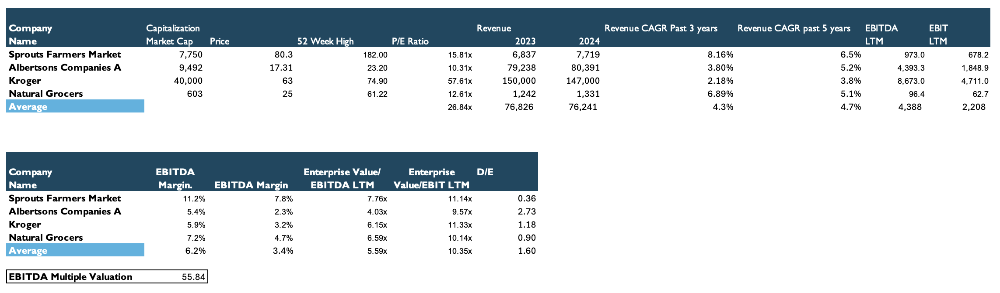 Company Capitalization Revenue Revenue CAGR Past 3 years Revenue CAGR past 5 years EBITDA EBIT
Name Market Cap Price 52 Week High P/E Ratio 2023 2024 LTM LTM
Sprouts Farmers Market 7,750 80.3 182.00 15.81x 6,837 7,719 8.16% 6.5% 973.0 678.2
Albertsons Companies A 9,492 17.31 23.20 10.31x 79,238 80,391 3.80% 5.2% 4,393.3 1,848.9
Kroger 40,000 63 74.90 57.61x 150,000 147,000 2.18% 3.8% 8,673.0 4,711.0
Natural Grocers 603 25 61.22 12.61x 1,242 1,331 6.89% 5.1% 96.4 62.7
Average 26.84x 76,826 76,241 4.3% 4.7% 4,388 2,208
Company EBITDA Enterprise Value/ Enterprise D/E
Name Margin. EBITDA Margin EBITDA LTM Value/EBIT LTM
Sprouts Farmers Market 11.2% 7.8% 7.76x 11.14x 0.36
Albertsons Companies A 5.4% 2.3% 4.03x 9.57x 2.73
Kroger 5.9% 3.2% 6.15x 11.33x 1.18
Natural Grocers 7.2% 4.7% 6.59x 10.14x 0.90
Average 6.2% 3.4% 5.59x 10.35x 1.60
EBITDA Multiple Valuation 55.84